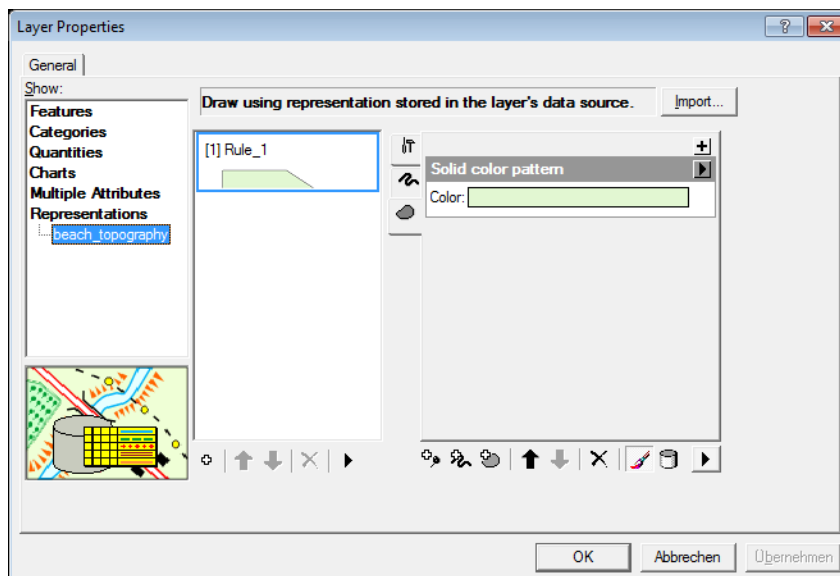 Layer Properties
General
Show:
Features
Categories
Quantities
Charts
Multiple Attributes
Representations
beach_topography
Draw using representation stored in the layer's data source.
Import...
[1] Rule_1
Solid color pattern
Color:
OK
Abbrechen
Übernehmen